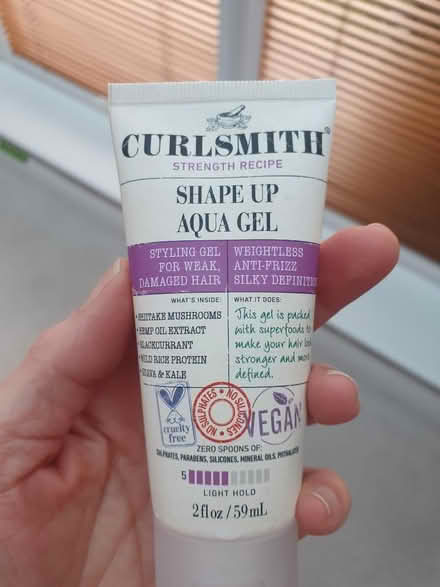 CURLSMITH®
STRENGTH RECIPE
SHAPE UP
AQUA GEL
STYLING GEL
FOR WEAK,
DAMAGED HAIR
WEIGHTLESS
ANTI-FRIZZ
SILKY DEFINITION
WHAT'S INSIDE:
SHIITAKE MUSHROOMS
HEMP OIL EXTRACT
BLACKCURRANT
WILD RICE PROTEIN
& KALE
WHAT IT DOES:
This gel is packed
with superfoods to
make your hair look
stronger and more
defined.
cruelty
free
NO SULPHATES • NO SILICONES •
VEGAN
ZERO SPOONS OF:
SULPHATES, PARABENS, SILICONES, MINERAL OILS, PHTHALATES
5
LIGHT HOLD
2floz/59mL